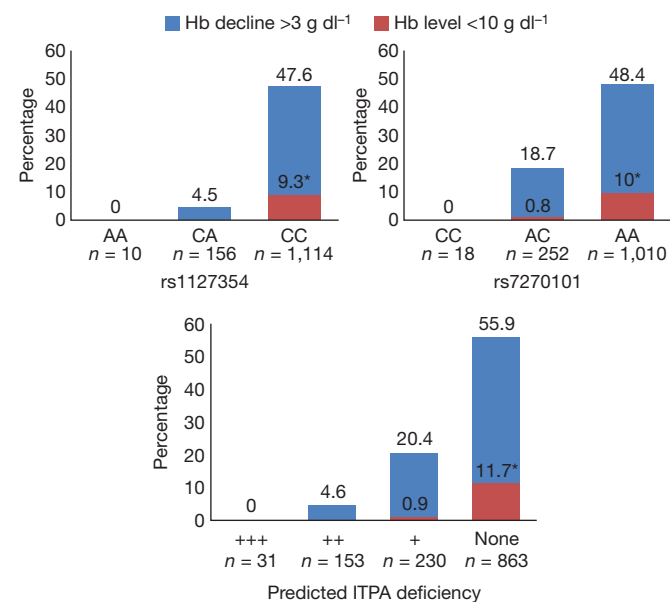 Hb decline >3 g dl⁻¹ Hb level <10 g dl⁻¹
Percentage
60
50
40
30
20
10
0
0
4.5
47.6
9.3*
AA CA CC
n = 10 n = 156 n = 1,114
rs1127354
Percentage
60
50
40
30
20
10
0
0
18.7
0.8
48.4
10*
CC AC AA
n = 18 n = 252 n = 1,010
rs7270101
Percentage
60
50
40
30
20
10
0
0
4.6
20.4
0.9
55.9
11.7*
+++ ++ + None
n = 31 n = 153 n = 230 n = 863
Predicted ITPA deficiency